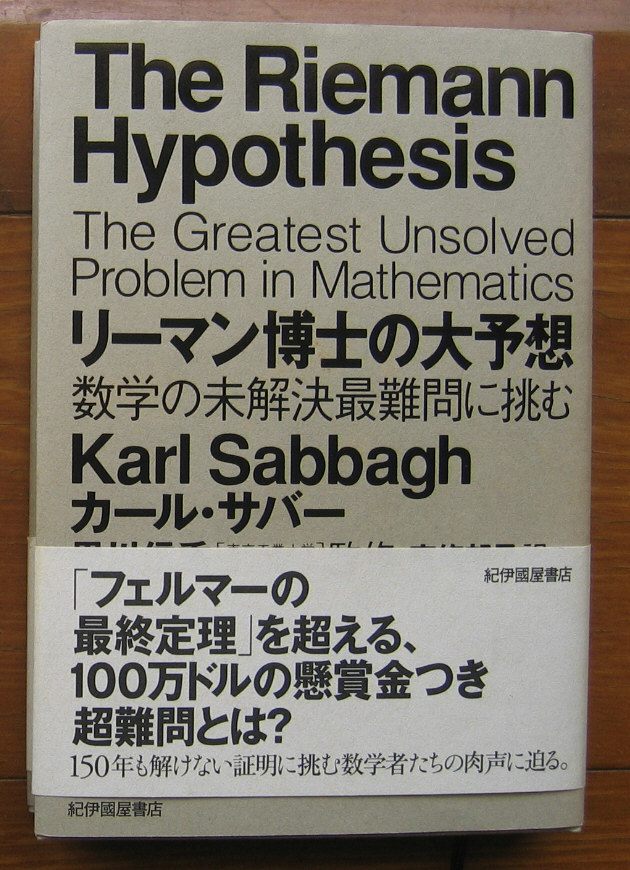 The Riemann
Hypothesis
The Greatest Unsolved
Problem in Mathematics
リーマン博士の大予想
数学の未解決最難問に挑む
Karl Sabbagh
カール・サバー
紀伊國屋書店
「フェルマーの
最終定理」を超える、
100万ドルの懸賞金つき
超難問とは?
150年も解けない証明に挑む数学者たちの肉声に迫る。
紀伊國屋書店